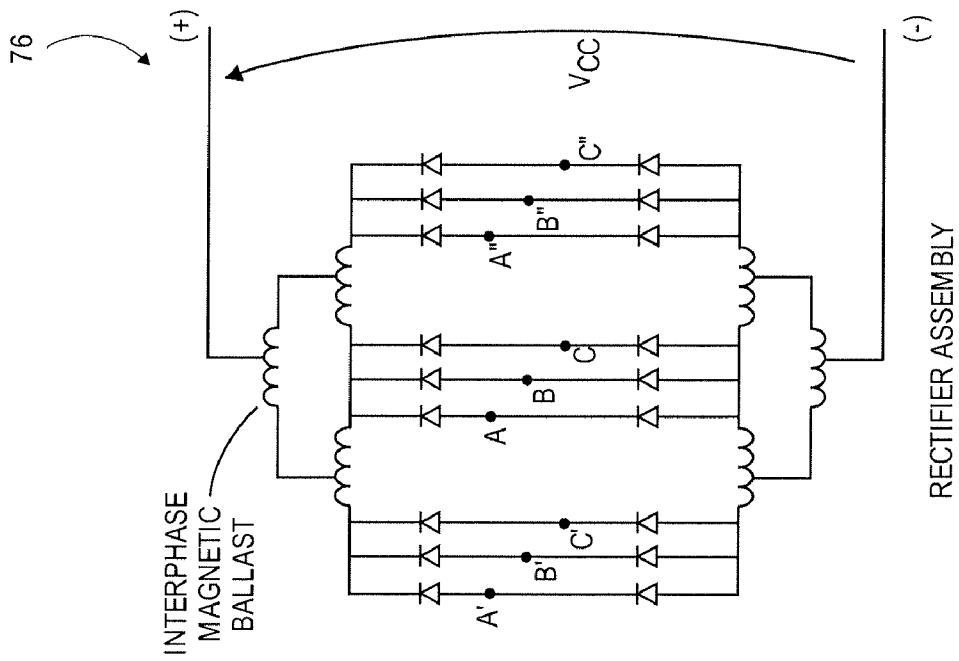 76
(+)
VCC
(-)
INTERPHASE
MAGNETIC
BALLAST
A'
B'
C'
A
B
C
A"
B"
C"
RECTIFIER ASSEMBLY